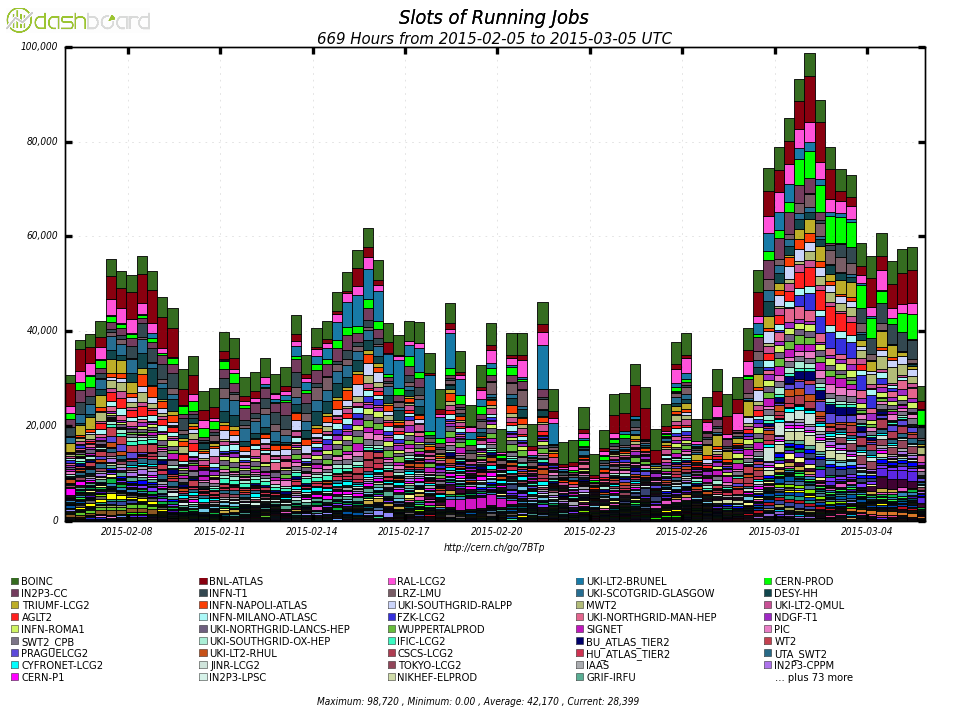 dashboard
Slots of Running Jobs
669 Hours from 2015-02-05 to 2015-03-05 UTC
100,000
80,000
60,000
40,000
20,000
0
2015-02-08 2015-02-11 2015-02-14 2015-02-17 2015-02-20 2015-02-23 2015-02-26 2015-03-01 2015-03-04
http://cern.ch/go/7BTp
BOINC BNL-ATLAS RAL-LCG2 UKI-LT2-BRUNEL CERN-PROD
IN2P3-CC INFN-T1 LRZ-LMU UKI-SCOTGRID-GLASGOW DESY-HH
TRIUMF-LCG2 INFN-NAPOLI-ATLAS UKI-SOUTHGRID-RALPP MWT2 UKI-LT2-QMUL
AGLT2 INFN-MILANO-ATLASC FZK-LCG2 UKI-NORTHGRID-MAN-HEP NDGF-T1
INFN-ROMA1 UKI-NORTHGRID-LANCS-HEP WUPPERTALPROD SIGNET PIC
SWT2_CPB UKI-SOUTHGRID-OX-HEP IFIC-LCG2 BU_ATLAS_TIER2 WT2
PRAGUELCG2 UKI-LT2-RHUL CSCS-LCG2 HU_ATLAS_TIER2 UTA_SWT2
CYFRONET-LCG2 JINR-LCG2 TOKYO-LCG2 IAAS IN2P3-CPPM
CERN-P1 IN2P3-LPSC NIKHEF-ELPROD GRIF-IRFU ... plus 73 more
Maximum: 98,720 , Minimum: 0.00 , Average: 42,170 , Current: 28,399